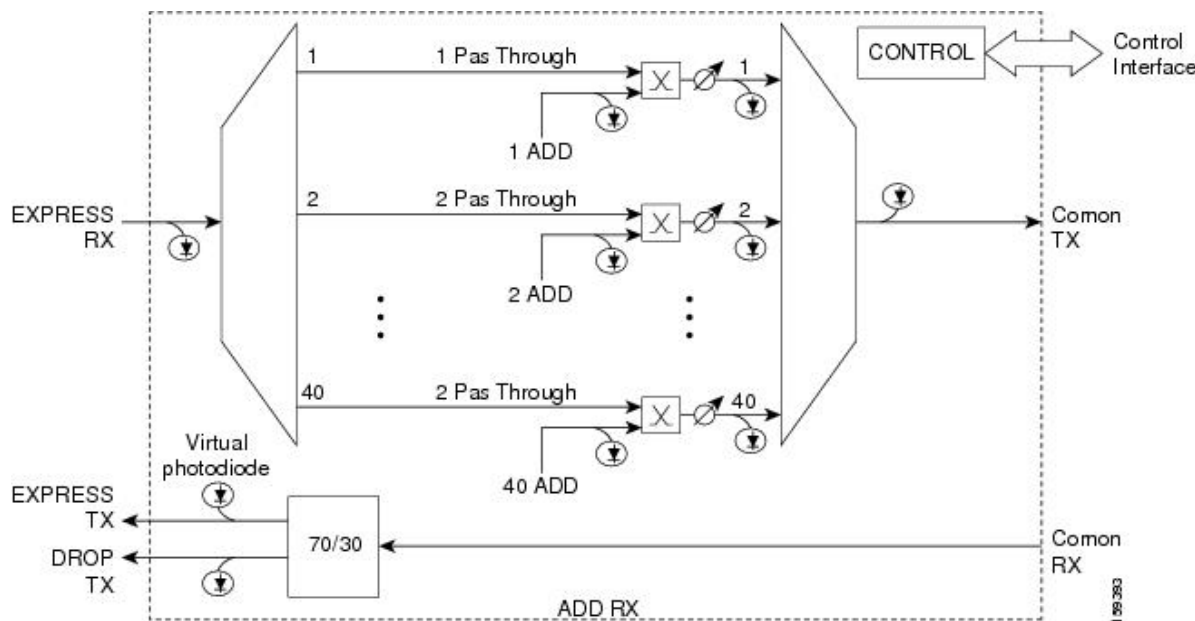 1
1 Pas Through
1
CONTROL
Control
Interface
1 ADD
EXPRESS
RX
2
2 Pas Through
2
Comon
TX
2 ADD
40
2 Pas Through
40
Virtual
photodiode
40 ADD
EXPRESS
TX
70/30
DROP
TX
Comon
RX
ADD RX
159393